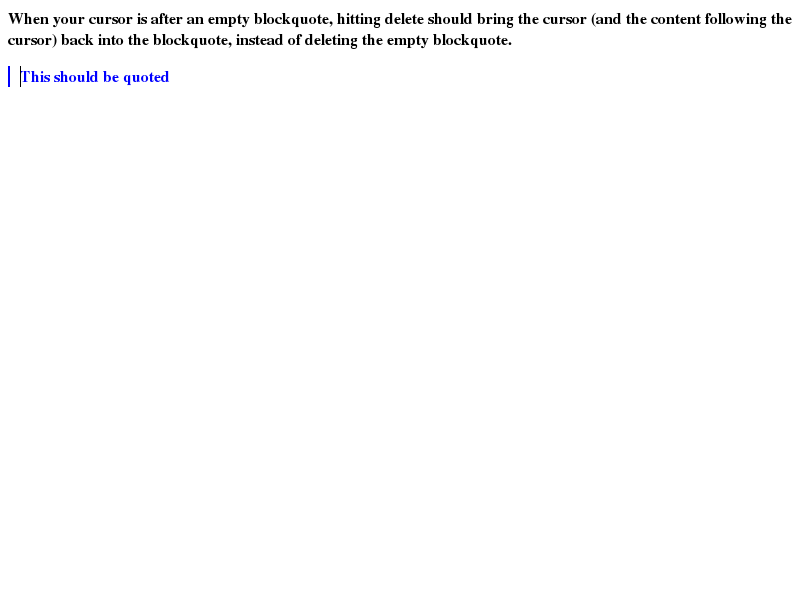 When your cursor is after an empty blockquote, hitting delete should bring the cursor (and the content following the
cursor) back into the blockquote, instead of deleting the empty blockquote.
This should be quoted